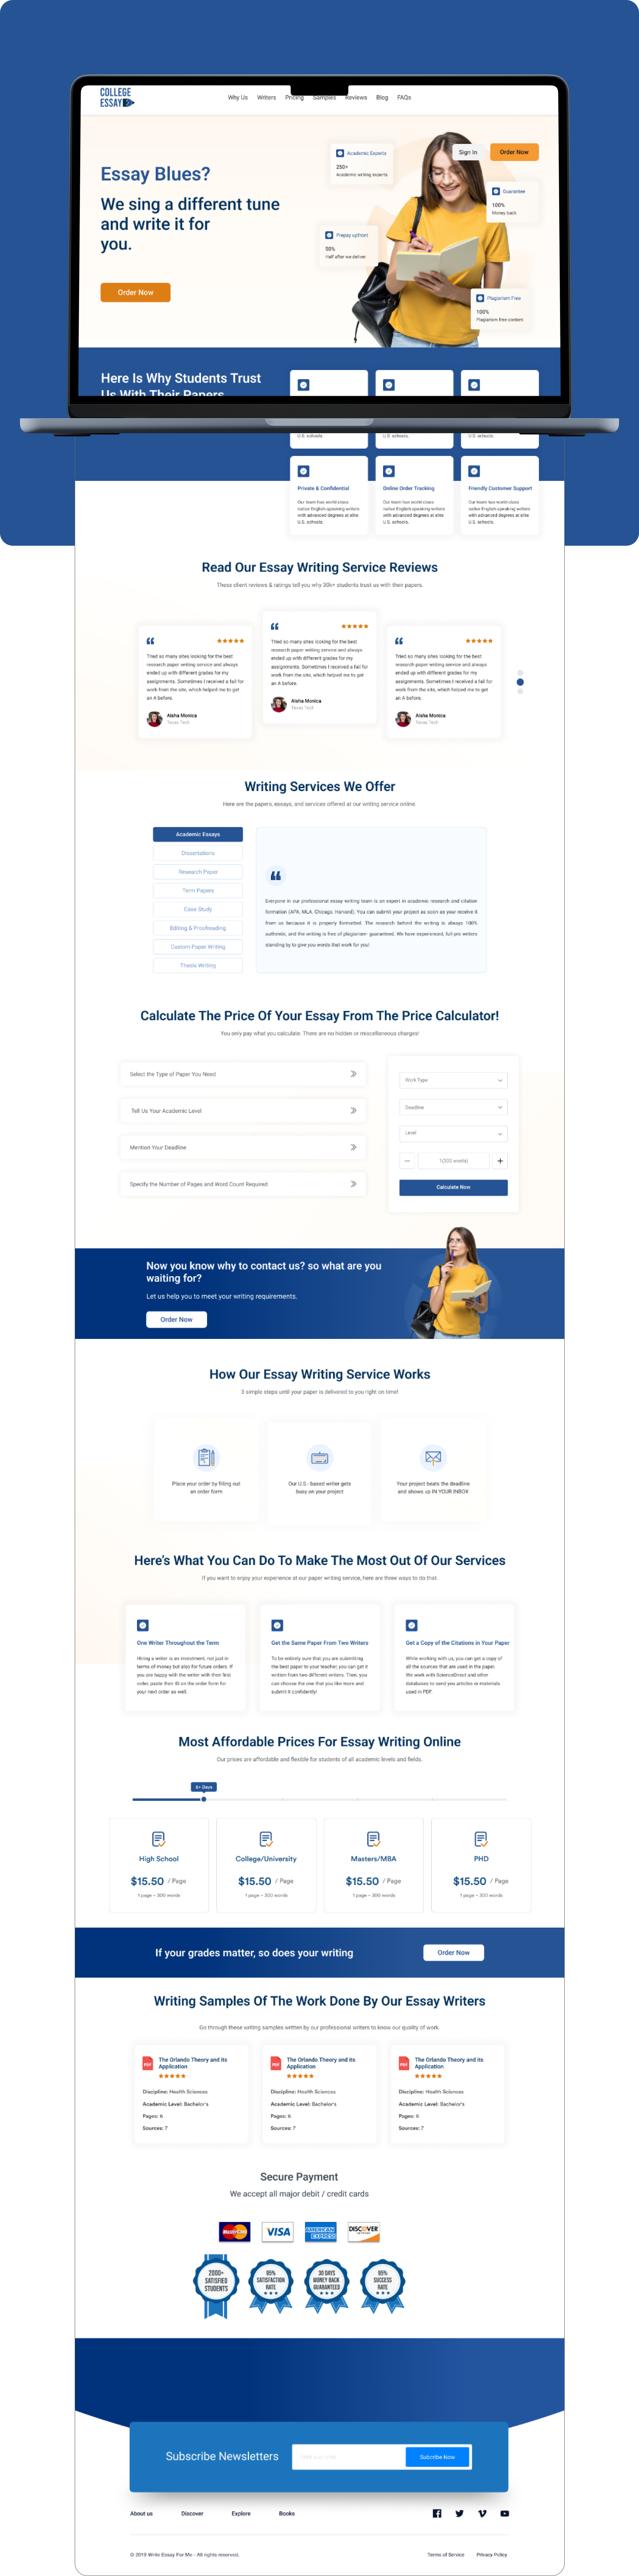 COLLEGE
ESSAY
Why Us Writers Pricing Samples Reviews Blog FAQs
Sign In
Order Now
Essay Blues?
We sing a different tune
and write it for
you.
Order Now
Academic Experts
250+
Academic writing experts
Guarantee
100%
Money back
Prepay upfront
50%
Half after we deliver
Plagiarism Free
100%
Plagiarism free content
Here Is Why Students Trust
Us With Their Papers
U.S. schools.
U.S. schools.
U.S. schools.
Private & Confidential
Our team has world class
native English-speaking writers
with advanced degrees at elite
U.S. schools.
Online Order Tracking
Our team has world class
native English-speaking writers
with advanced degrees at elite
U.S. schools.
Friendly Customer Support
Our team has world class
native English-speaking writers
with advanced degrees at elite
U.S. schools.
Read Our Essay Writing Service Reviews
These client reviews & ratings tell you why 30k+ students trust us with their papers.
Tried so many sites looking for the best
research paper writing service and always
ended up with different grades for my
assignments. Sometimes I received a fail for
work from the site, which helped me to get
an A before.
Aisha Monica
Texas Tech
Tried so many sites looking for the best
research paper writing service and always
ended up with different grades for my
assignments. Sometimes I received a fail for
work from the site, which helped me to get
an A before.
Aisha Monica
Texas Tech
Tried so many sites looking for the best
research paper writing service and always
ended up with different grades for my
assignments. Sometimes I received a fail for
work from the site, which helped me to get
an A before.
Aisha Monica
Texas Tech
Writing Services We Offer
Here are the papers, essays, and services offered at our writing service online.
Academic Essays
Dissertations
Research Paper
Term Papers
Case Study
Editing & Proofreading
Custom Paper Writing
Thesis Writing
Everyone in our professional essay writing team is an expert in academic research and citation
formation (APA, MLA, Chicago, Harvard). You can submit your project as soon as your receive it
from us because it is properly formatted. The research behind the writing is always 100%
authentic, and the writing is free of plagiarism- guaranteed. We have experienced, full-pro writers
standing by to give you words that work for you!
Calculate The Price Of Your Essay From The Price Calculator!
You only pay what you calculate. There are no hidden or miscellaneous charges!
Select the Type of Paper You Need
Tell Us Your Academic Level
Mention Your Deadline
Specify the Number of Pages and Word Count Required
Work Type
Deadline
Level
− 1(300 words) +
Calculate Now
Now you know why to contact us? so what are you
waiting for?
Let us help you to meet your writing requirements.
Order Now
How Our Essay Writing Service Works
3 simple steps until your paper is delivered to you right on time!
Place your order by filling out
an order form
Our U.S - based writer gets
busy on your project
Your project beats the deadline
and shows up IN YOUR INBOX
Here's What You Can Do To Make The Most Out Of Our Services
If you want to enjoy your experience at our paper writing service, here are three ways to do that.
One Writer Throughout the Term
Hiring a writer is an investment, not just in
terms of money but also for future orders. If
you are happy with the writer with their first
order, paste their ID on the order form for
your next order as well.
Get the Same Paper From Two Writers
To be entirely sure that you are submitting
the best paper to your teacher, you can get it
written from two different writers. Then, you
can choose the one that you like more and
submit it confidently!
Get a Copy of the Citations in Your Paper
While working with us, you can get a copy of
all the sources that are used in the paper.
We work with ScienceDirect and other
databases to send you articles or materials
used in PDF.
Most Affordable Prices For Essay Writing Online
Our prices are affordable and flexible for students of all academic levels and fields.
6+ Days
High School
$15.50 / Page
1 page = 300 words
College/University
$15.50 / Page
1 page = 300 words
Masters/MBA
$15.50 / Page
1 page = 300 words
PHD
$15.50 / Page
1 page = 300 words
If your grades matter, so does your writing
Order Now
Writing Samples Of The Work Done By Our Essay Writers
Go through these writing samples written by our professional writers to know our quality of work.
PDF
The Orlando Theory and its
Application
Discipline: Health Sciences
Academic Level: Bachelor's
Pages: 6
Sources: 7
PDF
The Orlando Theory and its
Application
Discipline: Health Sciences
Academic Level: Bachelor's
Pages: 6
Sources: 7
PDF
The Orlando Theory and its
Application
Discipline: Health Sciences
Academic Level: Bachelor's
Pages: 6
Sources: 7
Secure Payment
We accept all major debit / credit cards
MasterCard
VISA
AMERICAN
EXPRESS
DISCOVER
2000+
SATISFIED
STUDENTS
95%
SATISFACTION
RATE
30 DAYS
MONEY BACK
GUARANTEED
95%
SUCCESS
RATE
Subscribe Newsletters
Subcribe Now
About us Discover Explore Books
© 2019 Write Essay For Me - All rights reserved.
Terms of Service Privacy Policy